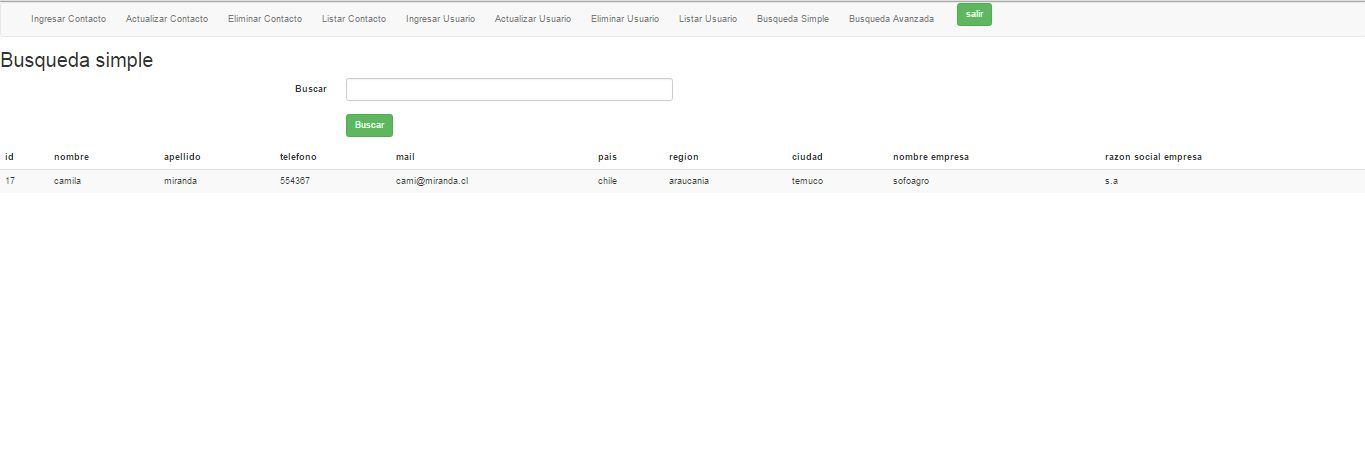 Ingresar Contacto Actualizar Contacto Eliminar Contacto Listar Contacto Ingresar Usuario Actualizar Usuario Eliminar Usuario Listar Usuario Busqueda Simple Busqueda Avanzada salir
Busqueda simple
Buscar
Buscar
id nombre apellido telefono mail pais region ciudad nombre empresa razon social empresa
17 camila miranda 554367 cami@miranda.cl chile araucania temuco sofoagro s.a